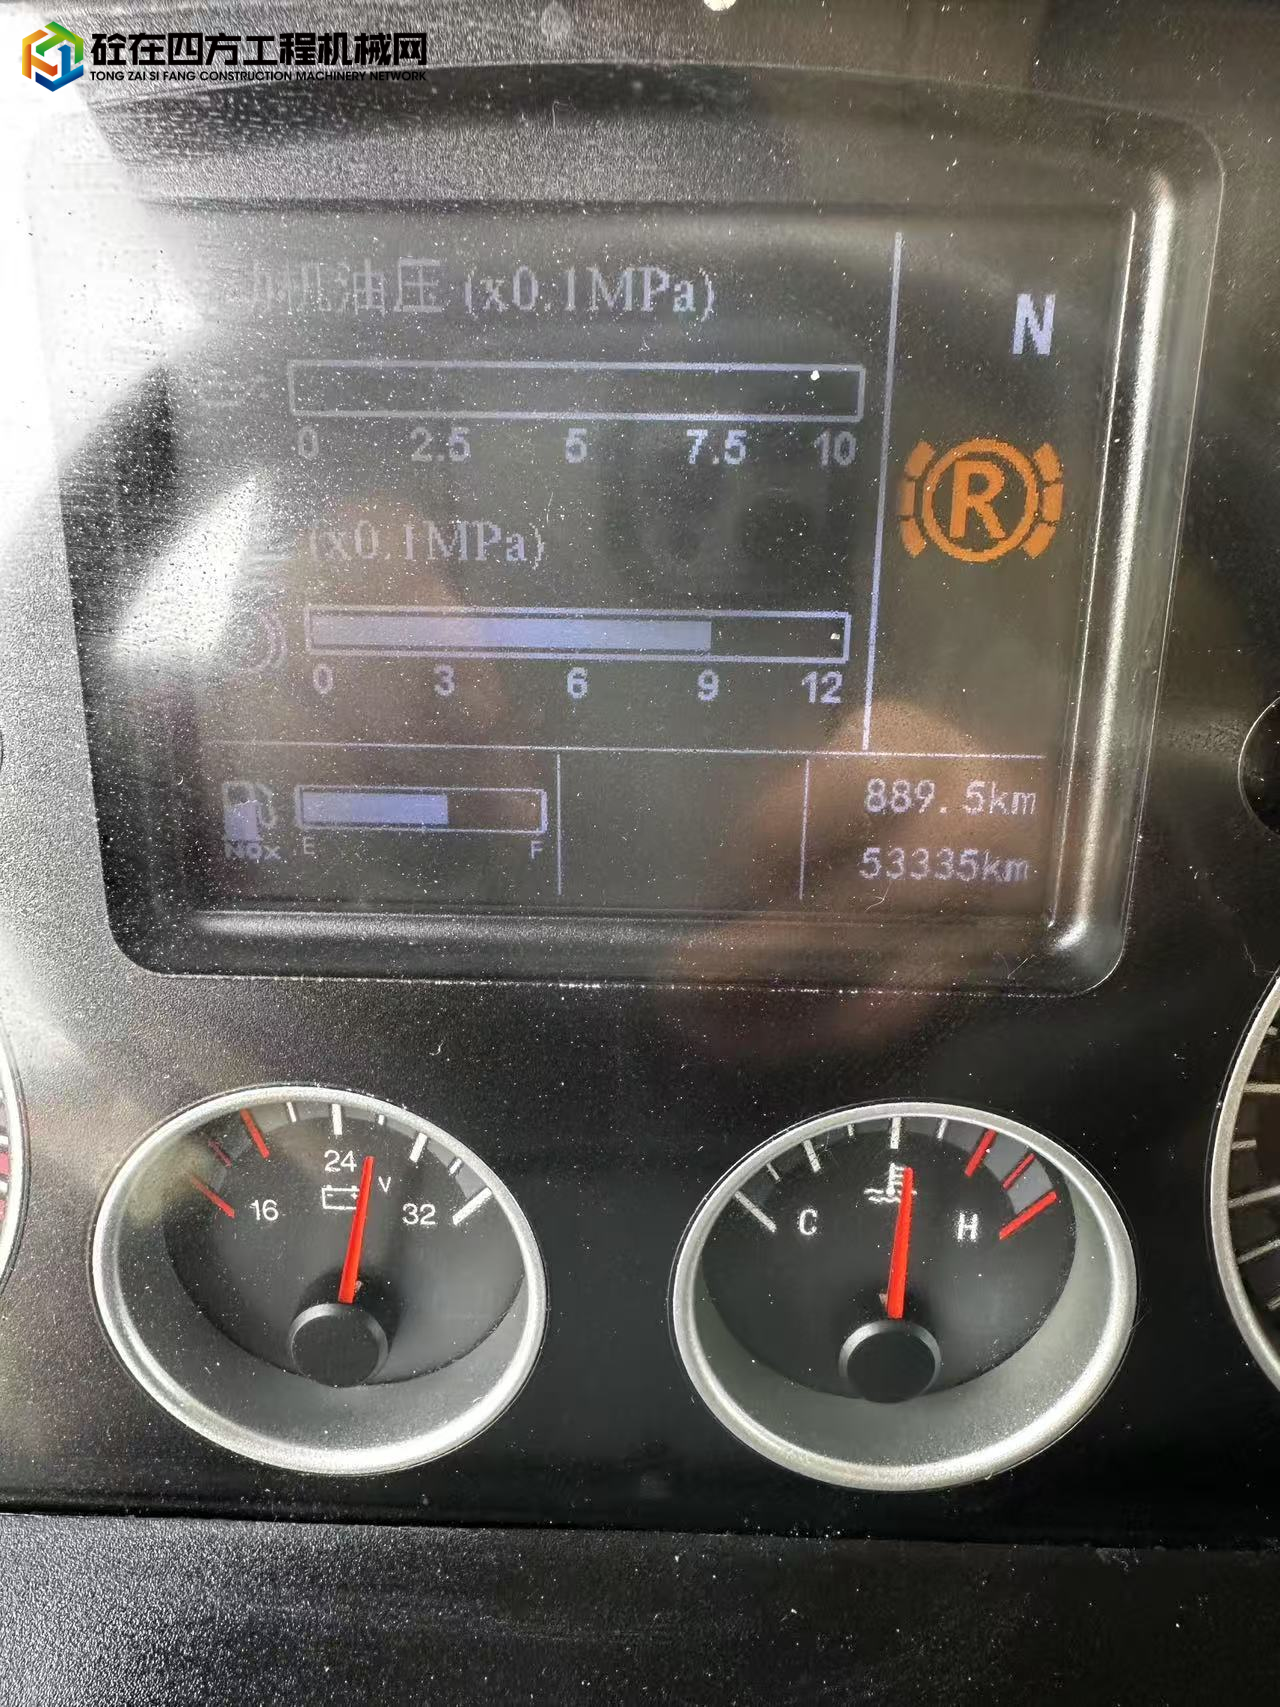 砼在四方工程机械网
TONG ZAI SI FANG CONSTRUCTION MACHINERY NETWORK
动机油压 (x0.1MPa)
N
0 2.5 5 7.5 10
R
(x0.1MPa)
0 3 6 9 12
889.5km
NOx E F
53335km
16 24 V 32
C H